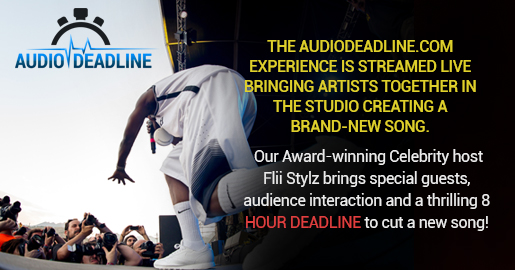 AUDIO DEADLINE
THE AUDIODEADLINE.COM
EXPERIENCE IS STREAMED LIVE
BRINGING ARTISTS TOGETHER IN
THE STUDIO CREATING A
BRAND-NEW SONG.
Our Award-winning Celebrity host
Flii Stylz brings special guests,
audience interaction and a thrilling 8
HOUR DEADLINE to cut a new song!